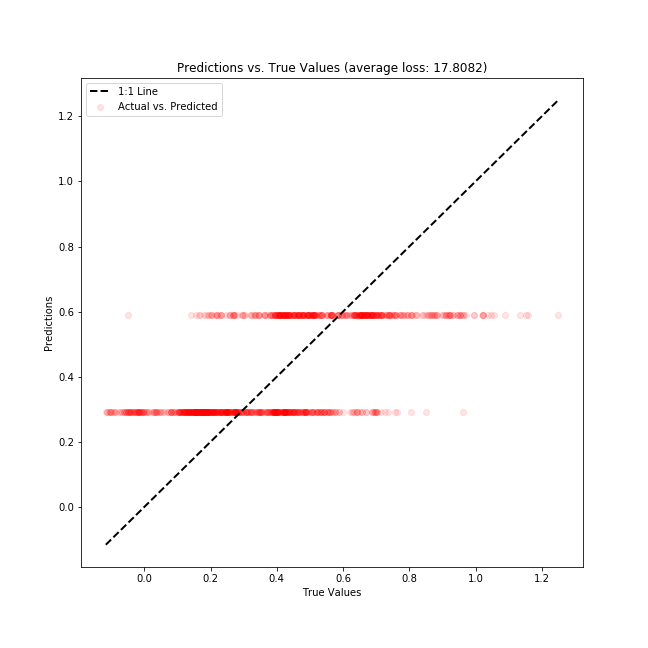 Predictions vs. True Values (average loss: 17.8082)
1:1 Line
Actual vs. Predicted
1.2
1.0
0.8
0.6
0.4
0.2
0.0
Predictions
0.0 0.2 0.4 0.6 0.8 1.0 1.2
True Values